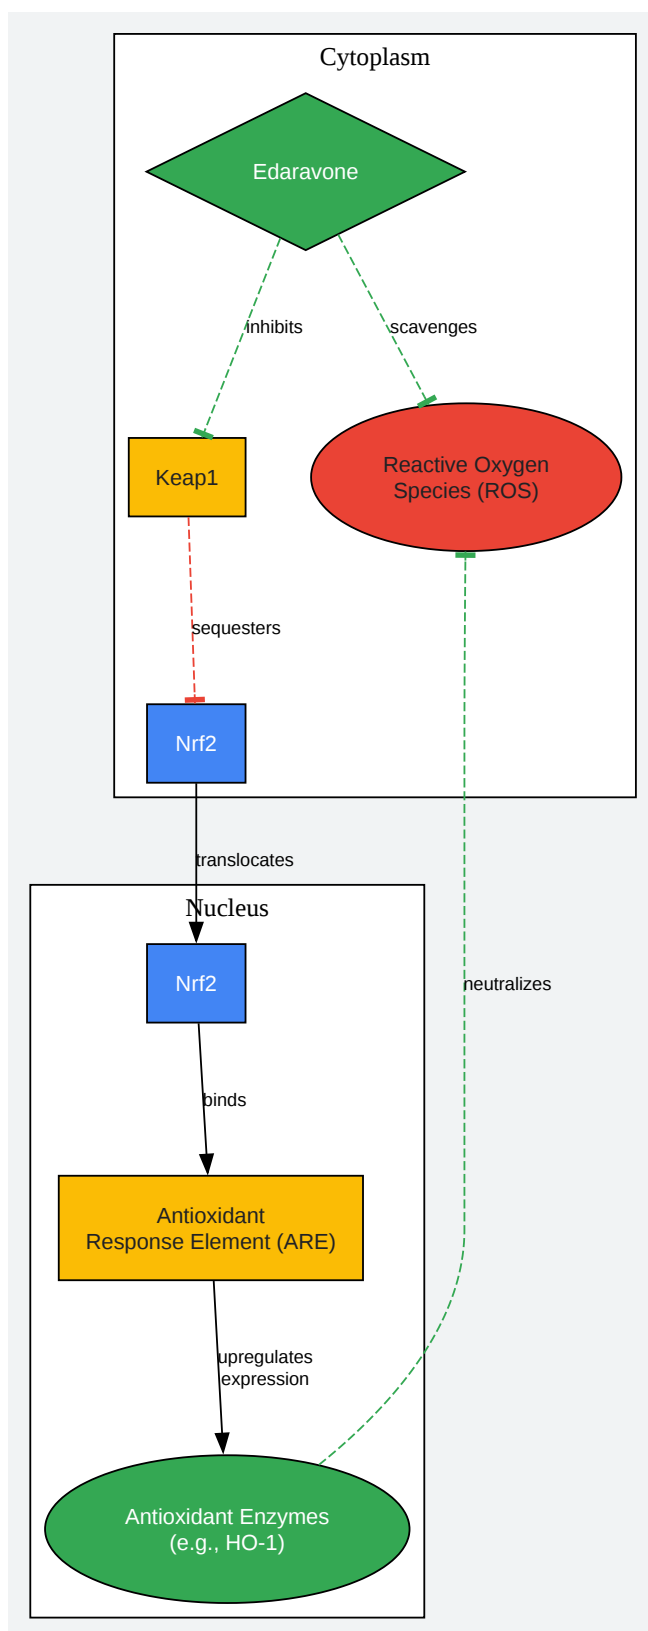 Cytoplasm
Edaravone
inhibits
scavenges
Keap1
Reactive Oxygen
Species (ROS)
sequesters
Nrf2
translocates
Nucleus
Nrf2
neutralizes
binds
Antioxidant
Response Element (ARE)
upregulates
expression
Antioxidant Enzymes
(e.g., HO-1)